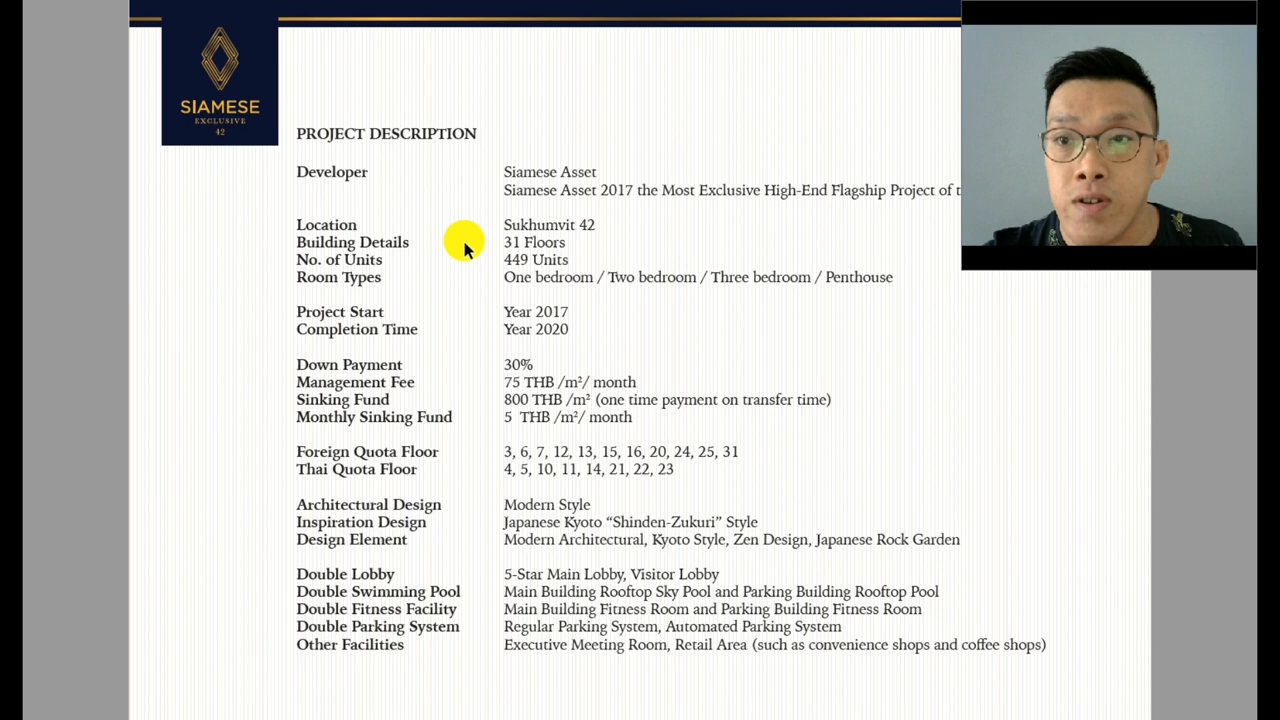 SIAMESE
EXCLUSIVE
42
PROJECT DESCRIPTION
Developer Siamese Asset
Siamese Asset 2017 the Most Exclusive High-End Flagship Project of
Location Sukhumvit 42
Building Details 31 Floors
No. of Units 449 Units
Room Types One bedroom / Two bedroom / Three bedroom / Penthouse
Project Start Year 2017
Completion Time Year 2020
Down Payment 30%
Management Fee 75 THB /m²/ month
Sinking Fund 800 THB /m² (one time payment on transfer time)
Monthly Sinking Fund 5 THB /m²/ month
Foreign Quota Floor 3, 6, 7, 12, 13, 15, 16, 20, 24, 25, 31
Thai Quota Floor 4, 5, 10, 11, 14, 21, 22, 23
Architectural Design Modern Style
Inspiration Design Japanese Kyoto “Shinden-Zukuri” Style
Design Element Modern Architectural, Kyoto Style, Zen Design, Japanese Rock Garden
Double Lobby 5-Star Main Lobby, Visitor Lobby
Double Swimming Pool Main Building Rooftop Sky Pool and Parking Building Rooftop Pool
Double Fitness Facility Main Building Fitness Room and Parking Building Fitness Room
Double Parking System Regular Parking System, Automated Parking System
Other Facilities Executive Meeting Room, Retail Area (such as convenience shops and coffee shops)